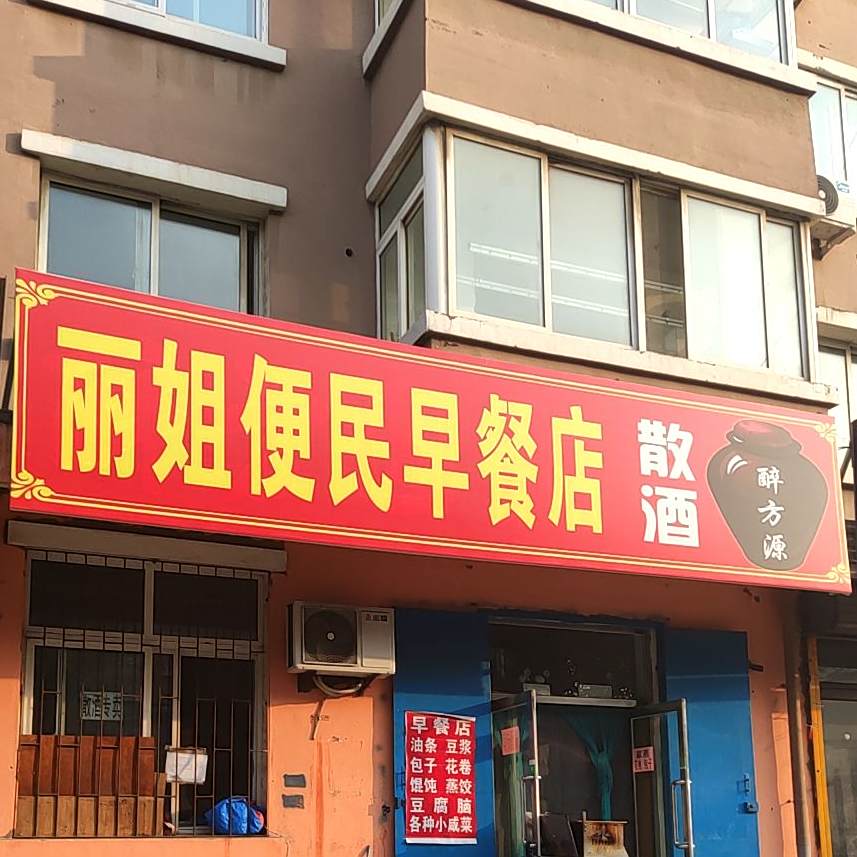 丽姐便民早餐店
散酒
醉方源
散酒专卖
早餐店
油条 豆浆
包子 花卷
馄饨 蒸饺
豆腐脑
各种小咸菜